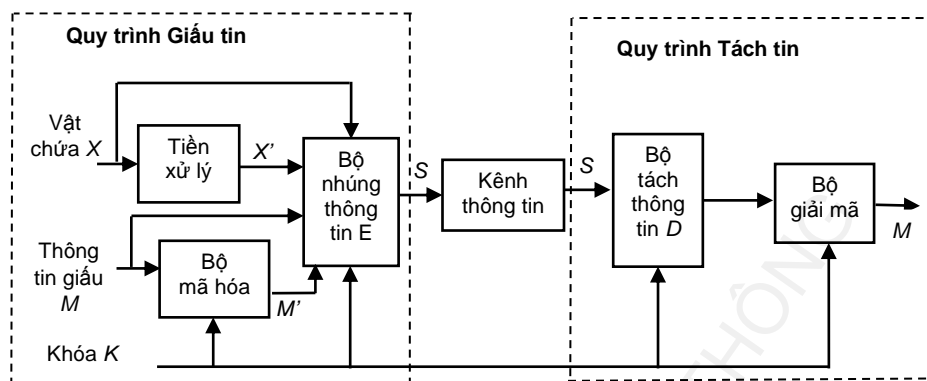 Quy trình Giấu tin
Quy trình Tách tin
Vật
chứa X
Tiền
xử lý
X’
Bộ
nhúng
thông
tin E
S
Kênh
thông tin
S
Bộ
tách
thông
tin D
Bộ
giải mã
M
Thông
tin giấu
M
Bộ
mã hóa
M’
Khóa K
THÔNG